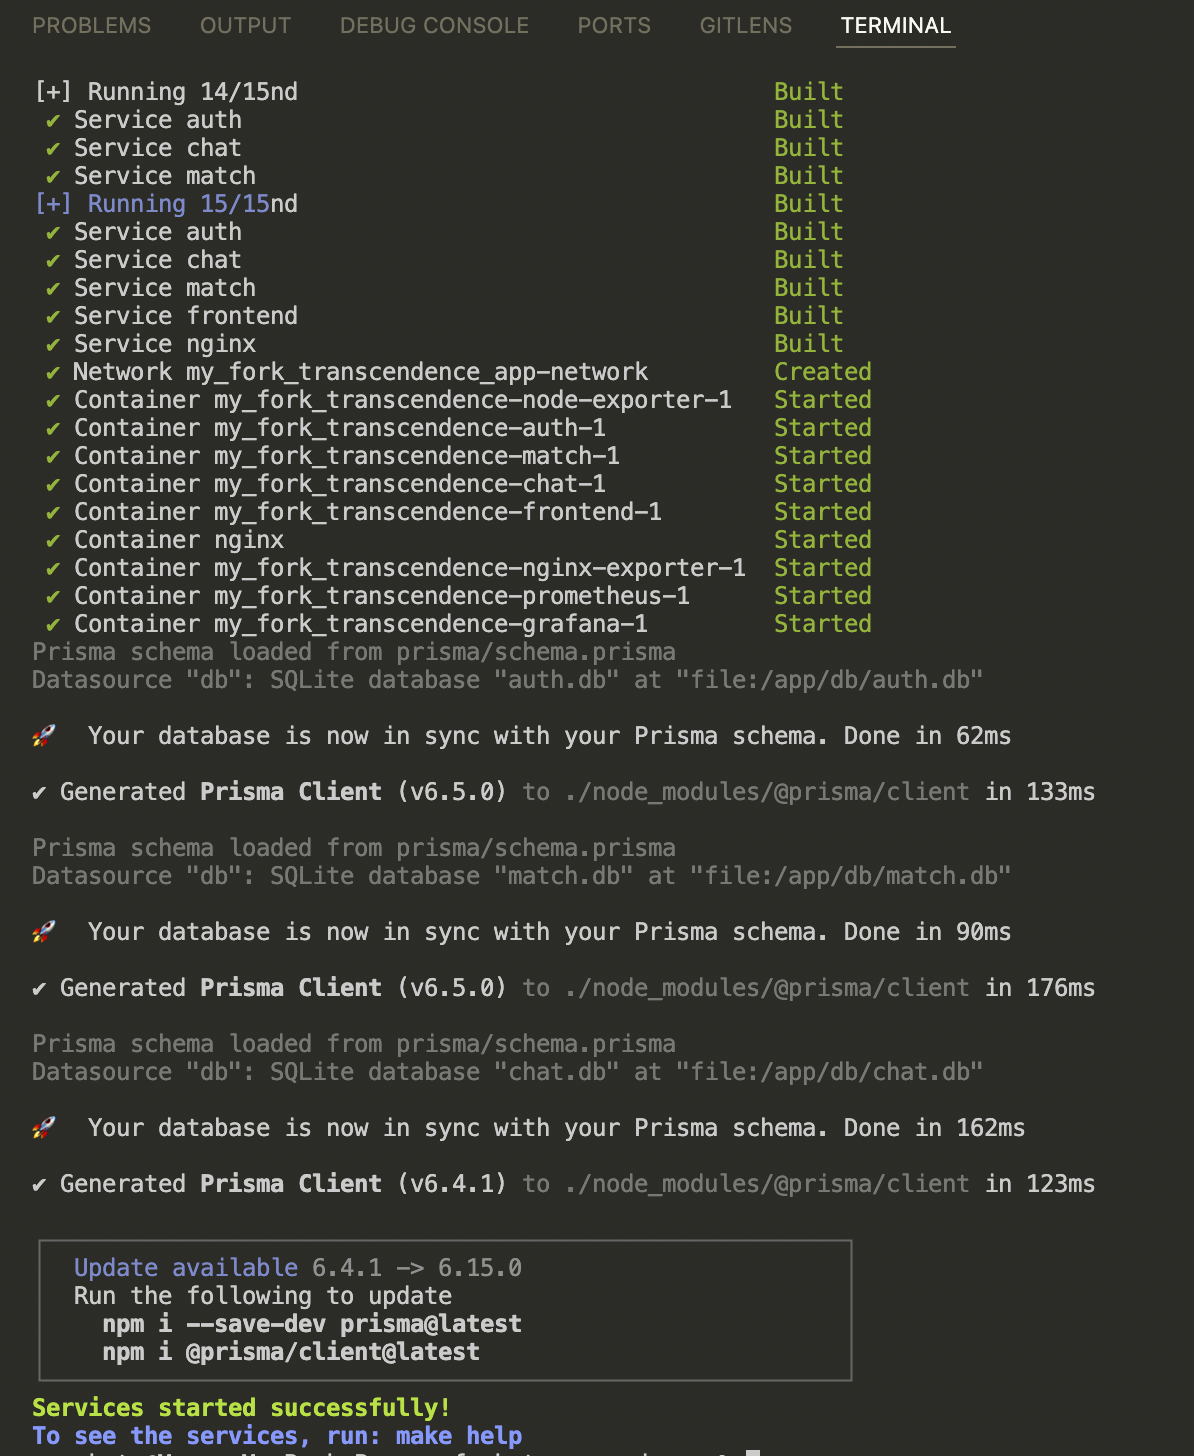 PROBLEMS OUTPUT DEBUG CONSOLE PORTS GITLENS TERMINAL
[+] Running 14/15nd Built
✔ Service auth Built
✔ Service chat Built
✔ Service match Built
[+] Running 15/15nd Built
✔ Service auth Built
✔ Service chat Built
✔ Service match Built
✔ Service frontend Built
✔ Service nginx Built
✔ Network my_fork_transcendence_app-network Created
✔ Container my_fork_transcendence-node-exporter-1 Started
✔ Container my_fork_transcendence-auth-1 Started
✔ Container my_fork_transcendence-match-1 Started
✔ Container my_fork_transcendence-chat-1 Started
✔ Container my_fork_transcendence-frontend-1 Started
✔ Container nginx Started
✔ Container my_fork_transcendence-nginx-exporter-1 Started
✔ Container my_fork_transcendence-prometheus-1 Started
✔ Container my_fork_transcendence-grafana-1 Started
Prisma schema loaded from prisma/schema.prisma
Datasource "db": SQLite database "auth.db" at "file:/app/db/auth.db"
🚀 Your database is now in sync with your Prisma schema. Done in 62ms
✔ Generated Prisma Client (v6.5.0) to ./node_modules/@prisma/client in 133ms
Prisma schema loaded from prisma/schema.prisma
Datasource "db": SQLite database "match.db" at "file:/app/db/match.db"
🚀 Your database is now in sync with your Prisma schema. Done in 90ms
✔ Generated Prisma Client (v6.5.0) to ./node_modules/@prisma/client in 176ms
Prisma schema loaded from prisma/schema.prisma
Datasource "db": SQLite database "chat.db" at "file:/app/db/chat.db"
🚀 Your database is now in sync with your Prisma schema. Done in 162ms
✔ Generated Prisma Client (v6.4.1) to ./node_modules/@prisma/client in 123ms
Update available 6.4.1 -> 6.15.0
Run the following to update
npm i --save-dev prisma@latest
npm i @prisma/client@latest
Services started successfully!
To see the services, run: make help